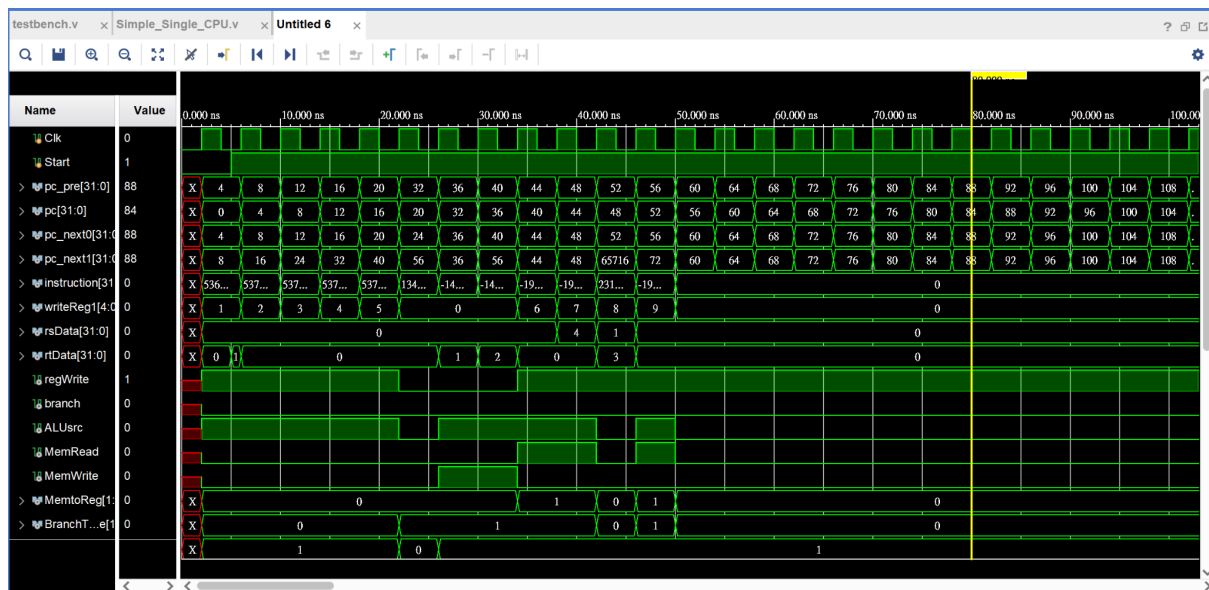 testbench.v × Simple_Single_CPU.v × Untitled 6 ×
Name Value 0.000 ns 10.000 ns 20.000 ns 30.000 ns 40.000 ns 50.000 ns 60.000 ns 70.000 ns 80.000 ns 90.000 ns 100.00
Clk 0
Start 1
pc_pre[31:0] 88 X 4 8 12 16 20 32 36 40 44 48 52 56 60 64 68 72 76 80 84 88 92 96 100 104 108
pc[31:0] 84 X 0 4 8 12 16 20 32 36 40 44 48 52 56 60 64 68 72 76 80 84 88 92 96 100 104
pc_next0[31:0 88 X 4 8 12 16 20 24 36 40 44 48 52 56 60 64 68 72 76 80 84 88 92 96 100 104 108
pc_next1[31:0 88 X 8 16 24 32 40 56 36 56 44 48 65716 72 60 64 68 72 76 80 84 88 92 96 100 104 108
instruction[31 0 X 536... 537... 537... 537... 537... 134... -14... -14... -19... -19... 231... -19... 0
writeReg1[4:0 0 X 1 2 3 4 5 0 6 7 8 9 0
rsData[31:0] 0 X 0 4 1 0
rtData[31:0] 0 X 0 1 0 1 2 0 3 0
regWrite 1
branch 0
ALUsrc 0
MemRead 0
MemWrite 0
MemtoReg[1: 0 X 0 1 0 1 0
BranchT...e[1 0 X 0 1 0 1 0
X 1 0 1